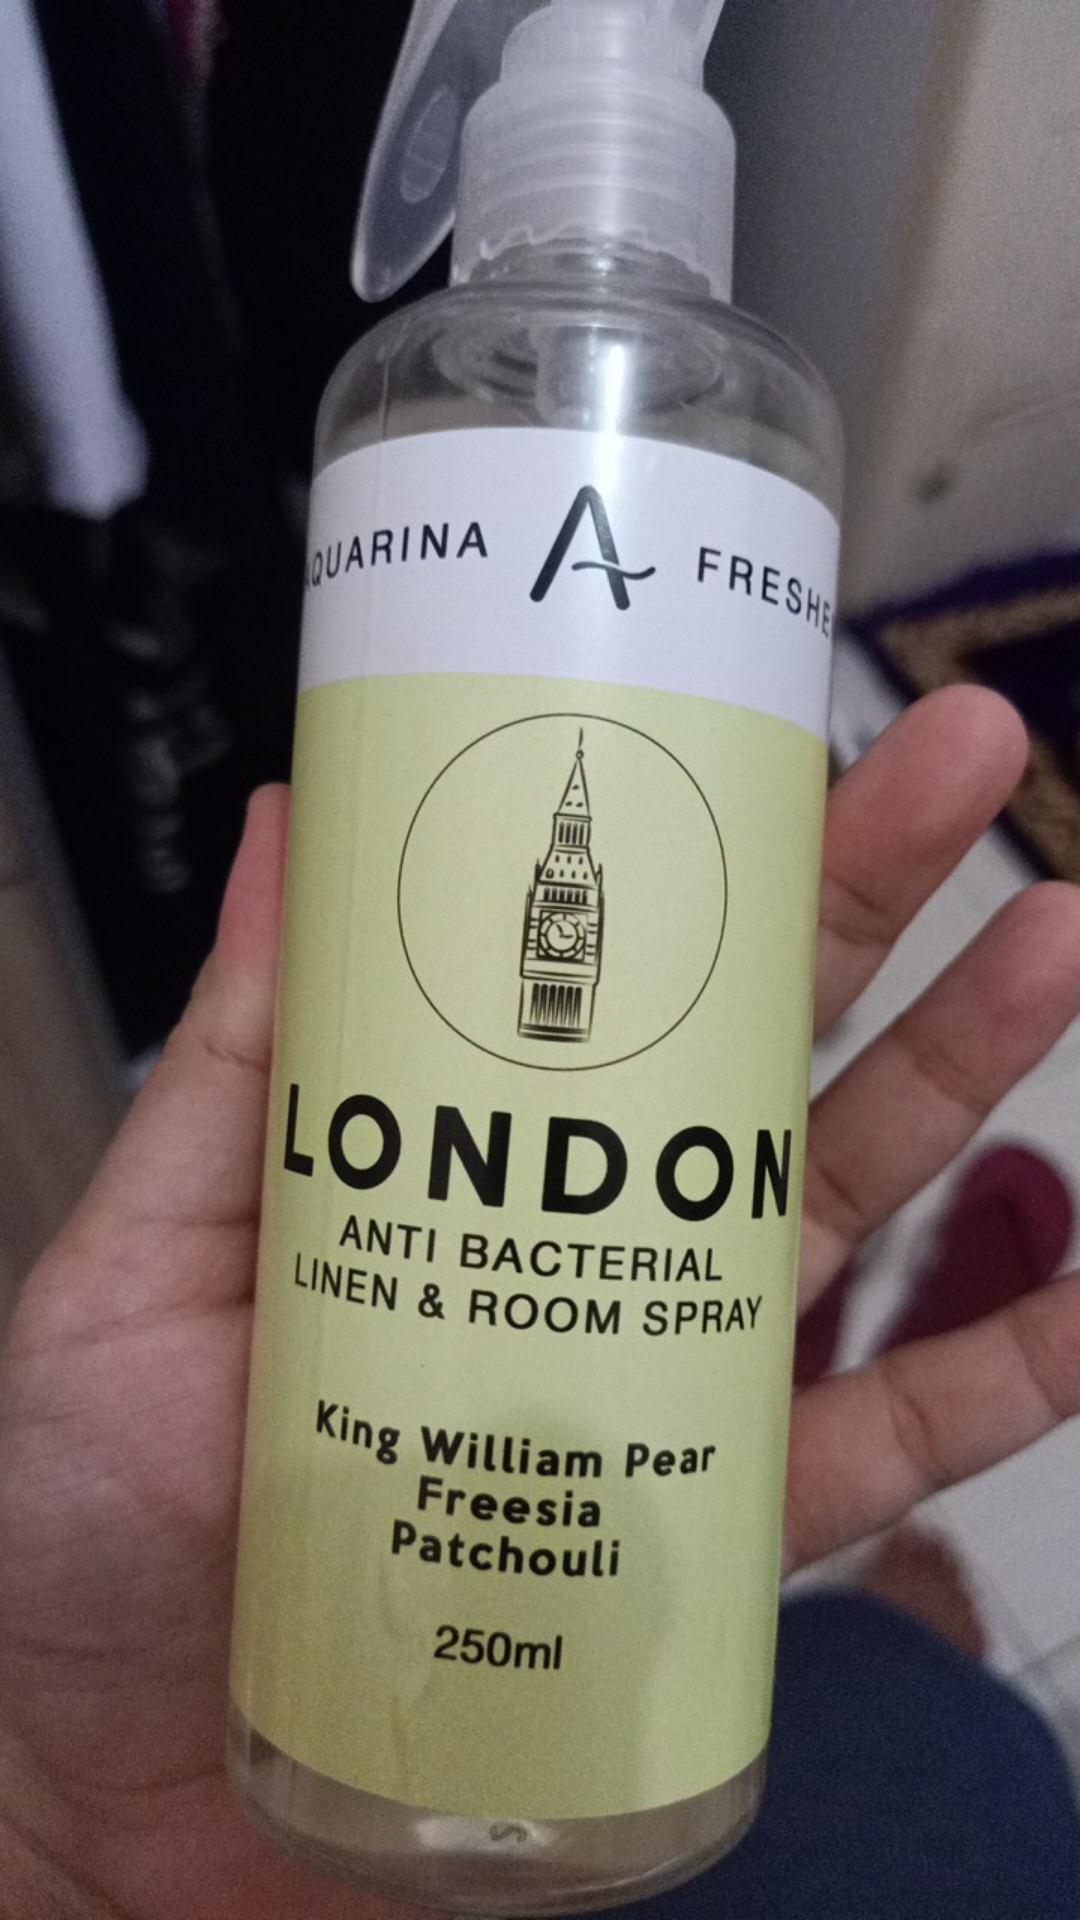 AQUARINA A FRESHE
LONDON
ANTI BACTERIAL
LINEN & ROOM SPRAY
King William Pear
Freesia
Patchouli
250ml